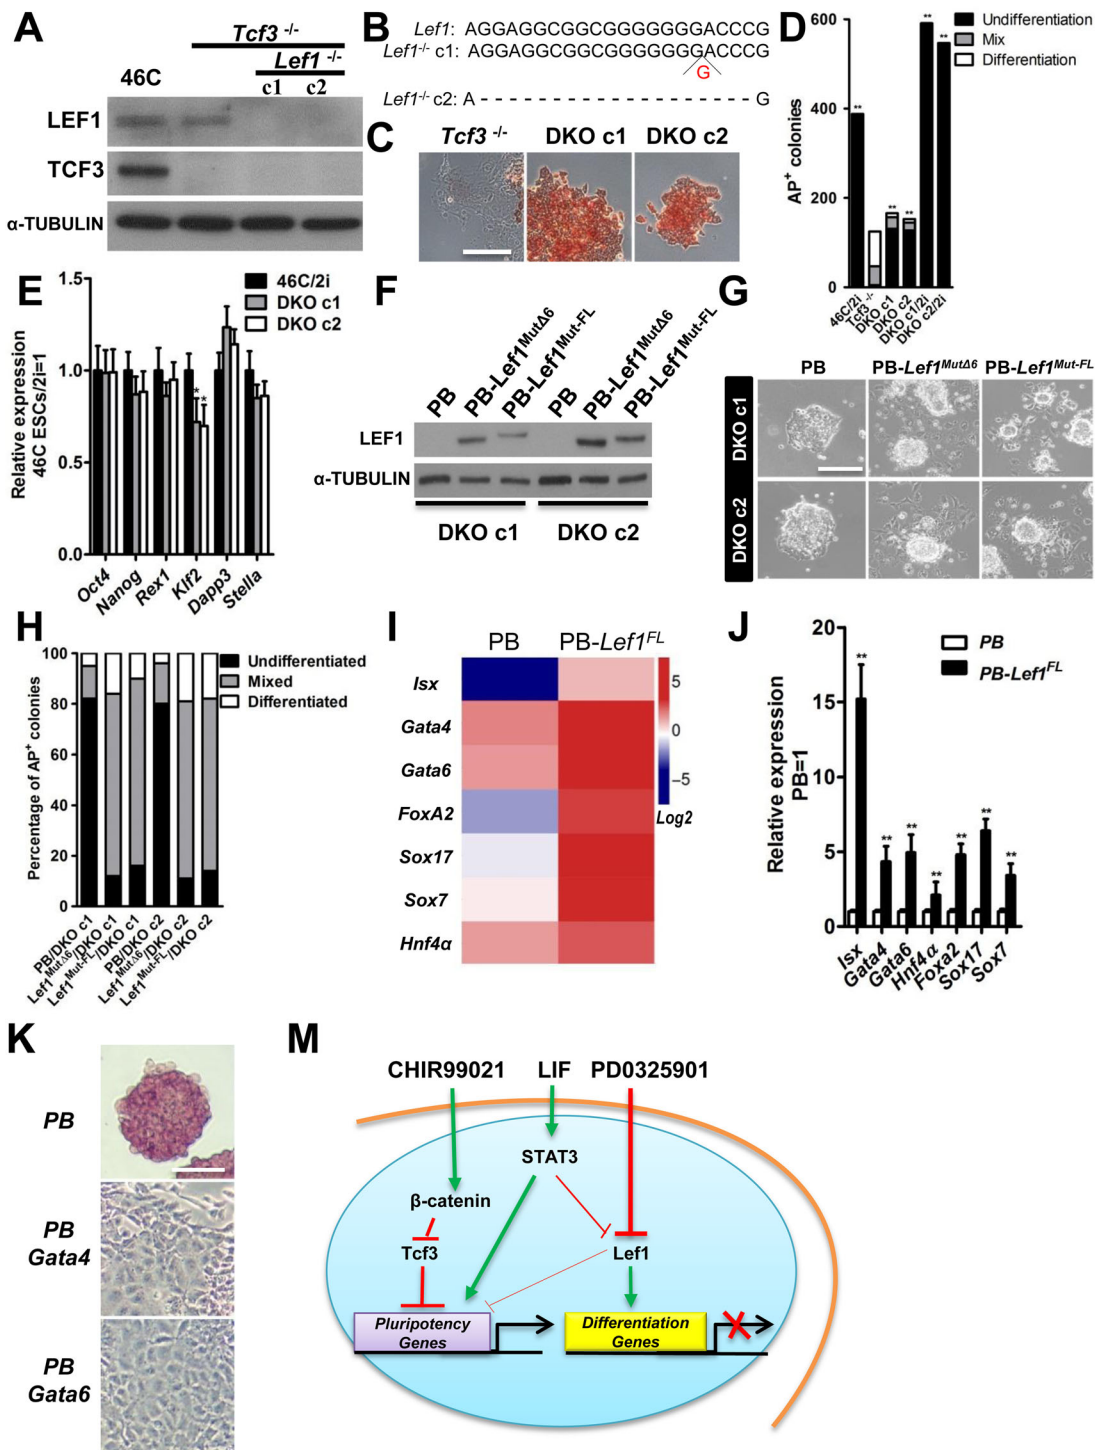 A
Tcf3 -/-
Lef1 -/-
46C
c1 c2
LEF1
TCF3
α-TUBULIN
B
Lef1: AGGAGGCGGCGGGGGGGACCCG
Lef1-/- c1: AGGAGGCGGCGGGGGGGACCCG
G
Lef1-/- c2: A - - - - - - - - - - - - - - - - - - - - G
C
Tcf3 -/- DKO c1 DKO c2
D
Undifferentiation
Mix
Differentiation
AP+ colonies
600
400
200
0
** ** ** ** **
46C/2i
Tcf3-/-
DKO c1
DKO c2
DKO c1/2i
DKO c2/2i
E
46C/2i
DKO c1
DKO c2
Relative expression
46C ESCs/2i=1
1.5
1.0
0.5
0.0
* *
Oct4
Nanog
Rex1
Klf2
Dapp3
Stella
F
PB
PB-Lef1MutΔ6
PB-Lef1Mut-FL
PB
PB-Lef1MutΔ6
PB-Lef1Mut-FL
LEF1
α-TUBULIN
DKO c1 DKO c2
G
PB PB-Lef1MutΔ6 PB-Lef1Mut-FL
DKO c1
DKO c2
H
Undifferentiated
Mixed
Differentiated
Percentage of AP+ colonies
100
80
60
40
20
0
PB/DKO c1
Lef1MutΔ6/DKO c1
Lef1Mut-FL/DKO c1
PB/DKO c2
Lef1MutΔ6/DKO c2
Lef1Mut-FL/DKO c2
I
PB PB-Lef1FL
Isx
Gata4
Gata6
FoxA2
Sox17
Sox7
Hnf4α
5
0
−5
Log2
J
PB
PB-Lef1FL
Relative expression
PB=1
20
15
10
5
0
** ** ** ** ** ** **
Isx
Gata4
Gata6
Hnf4α
Foxa2
Sox17
Sox7
K
PB
PB
Gata4
PB
Gata6
M
CHIR99021 LIF PD0325901
STAT3
β-catenin
Tcf3 Lef1
Pluripotency
Genes
Differentiation
Genes